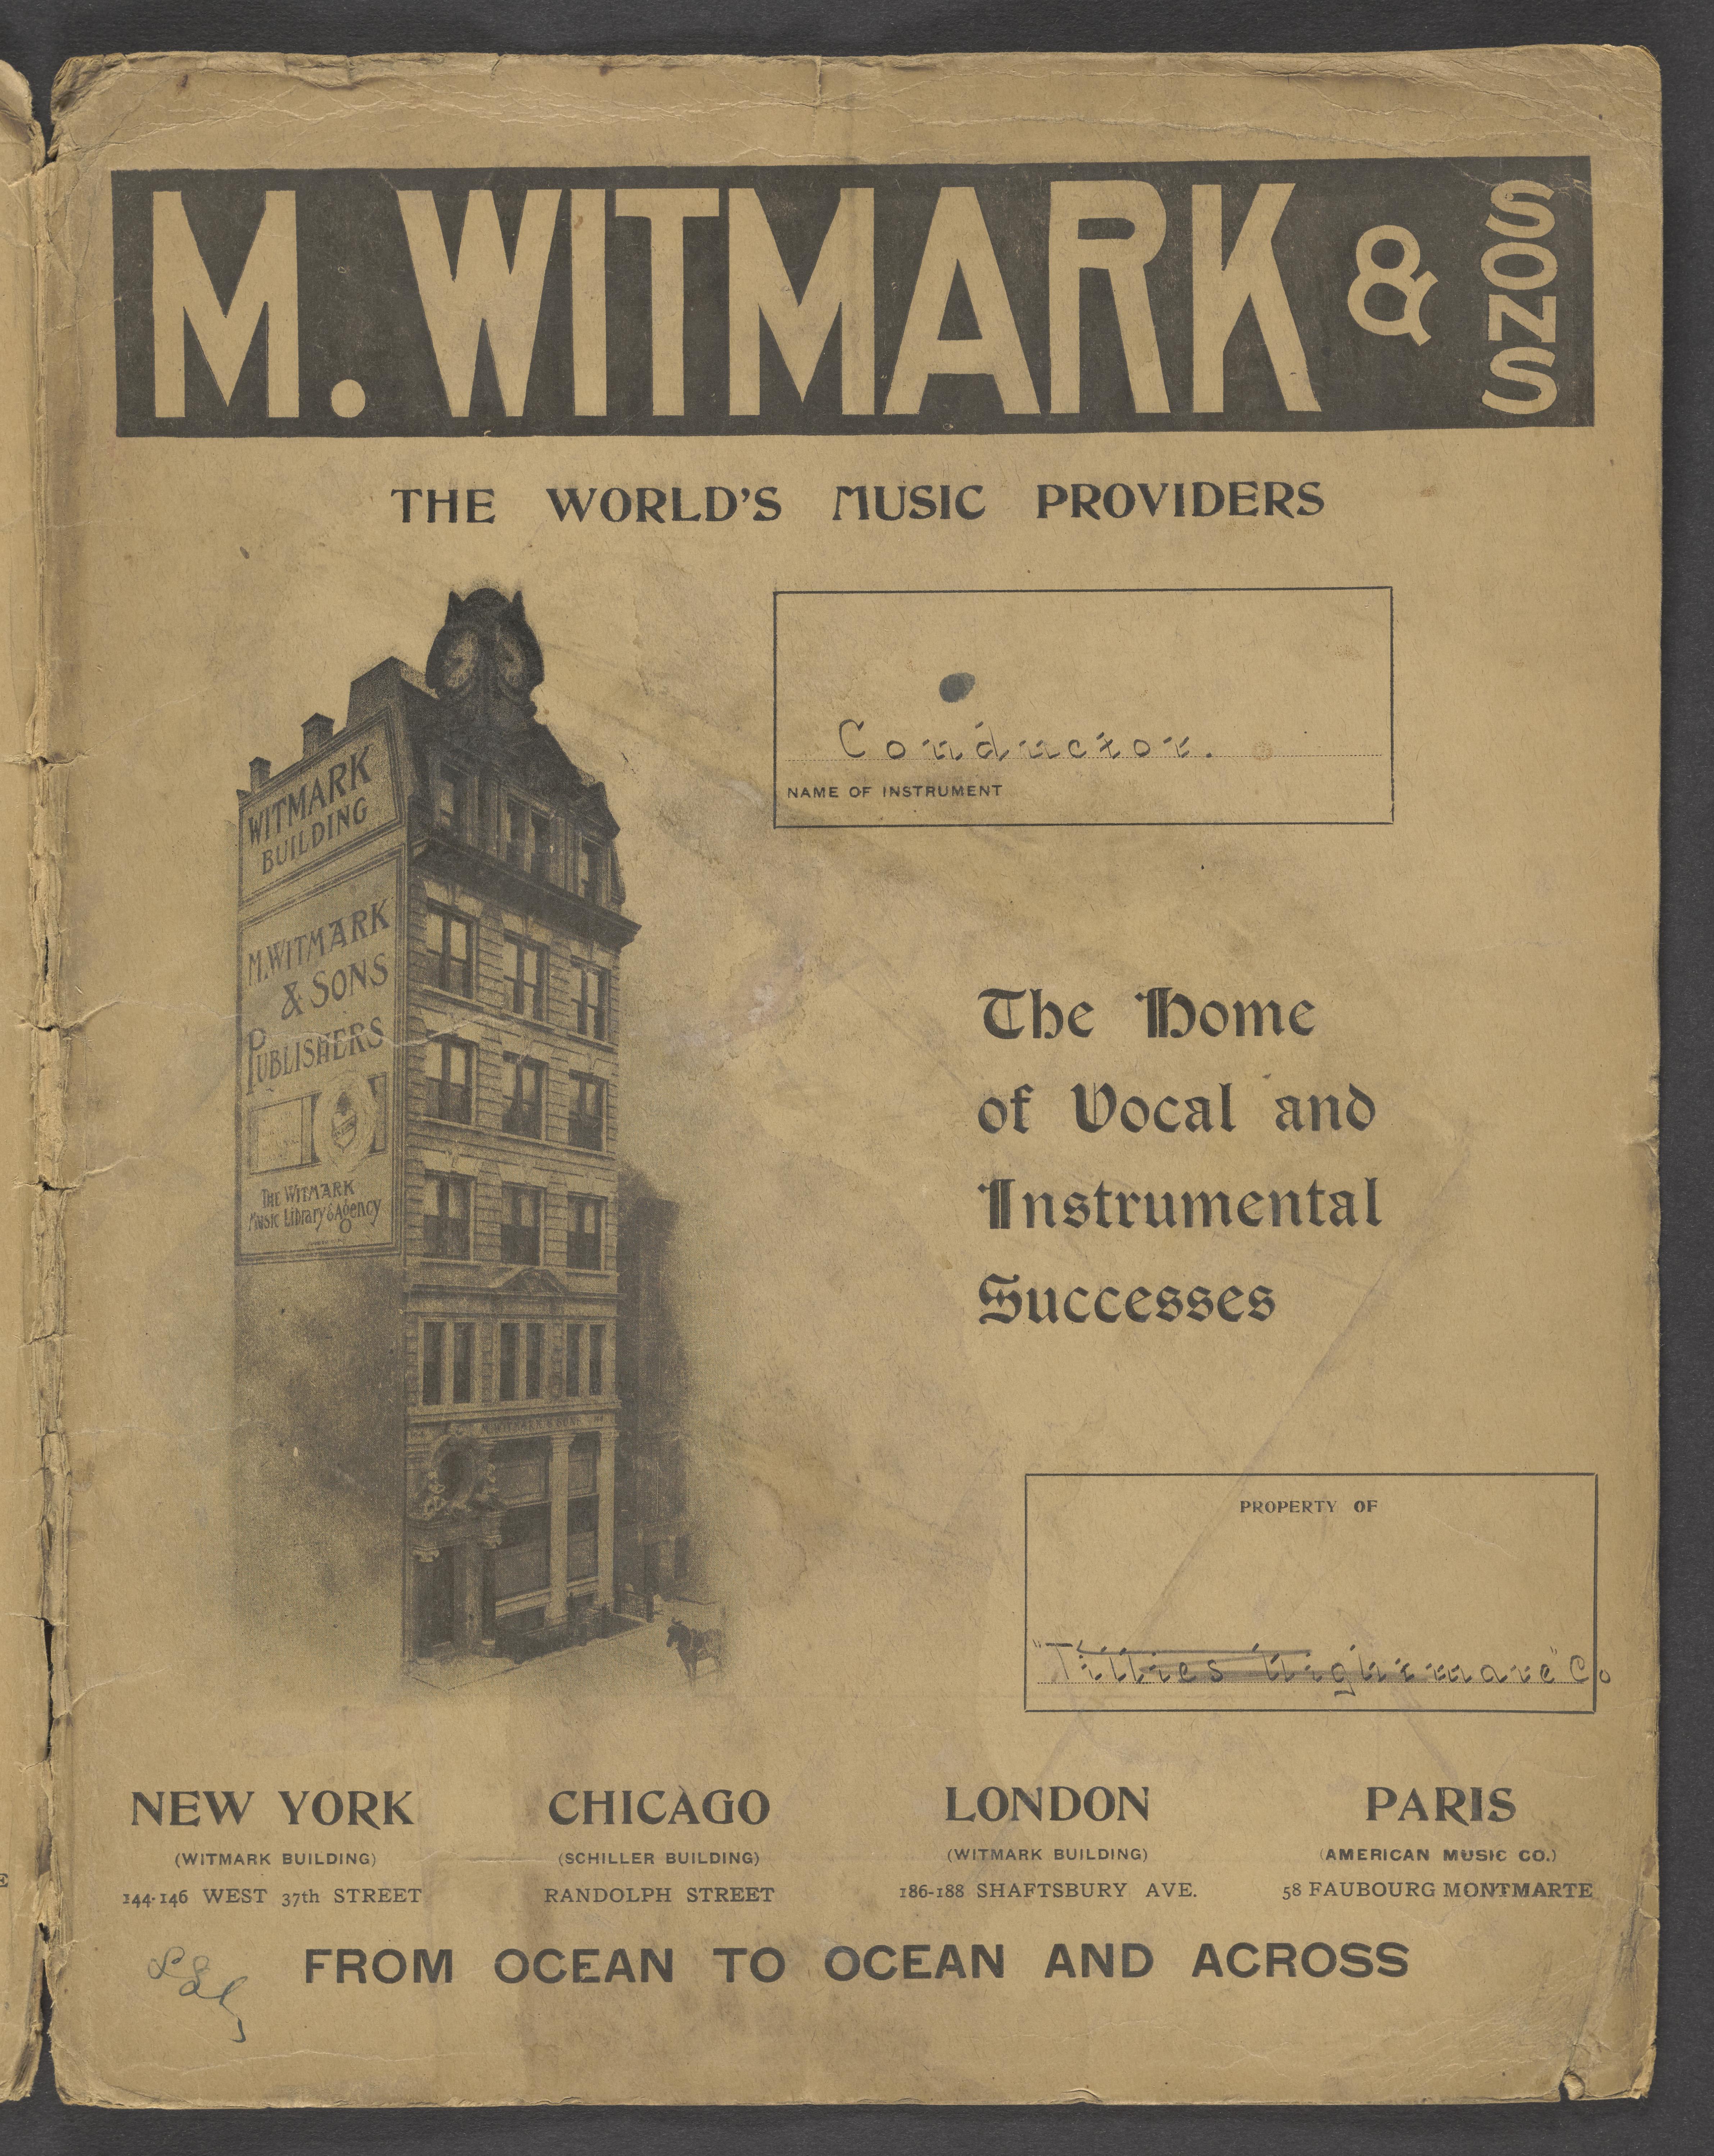 M. WITMARK & SONS
THE WORLD'S MUSIC PROVIDERS
Conductor.
NAME OF INSTRUMENT
WITMARK
BUILDING
M. WITMARK
& SONS
PUBLISHERS
THE WITMARK
Music Library & Agency
M. WITMARK & SONS
The Home
of Vocal and
Instrumental
Successes
PROPERTY OF
"Tillies Nightmare" Co
NEW YORK
(WITMARK BUILDING)
144-146 WEST 37th STREET
CHICAGO
(SCHILLER BUILDING)
RANDOLPH STREET
LONDON
(WITMARK BUILDING)
186-188 SHAFTSBURY AVE.
PARIS
(AMERICAN MUSIC CO.)
58 FAUBOURG MONTMARTE
FROM OCEAN TO OCEAN AND ACROSS